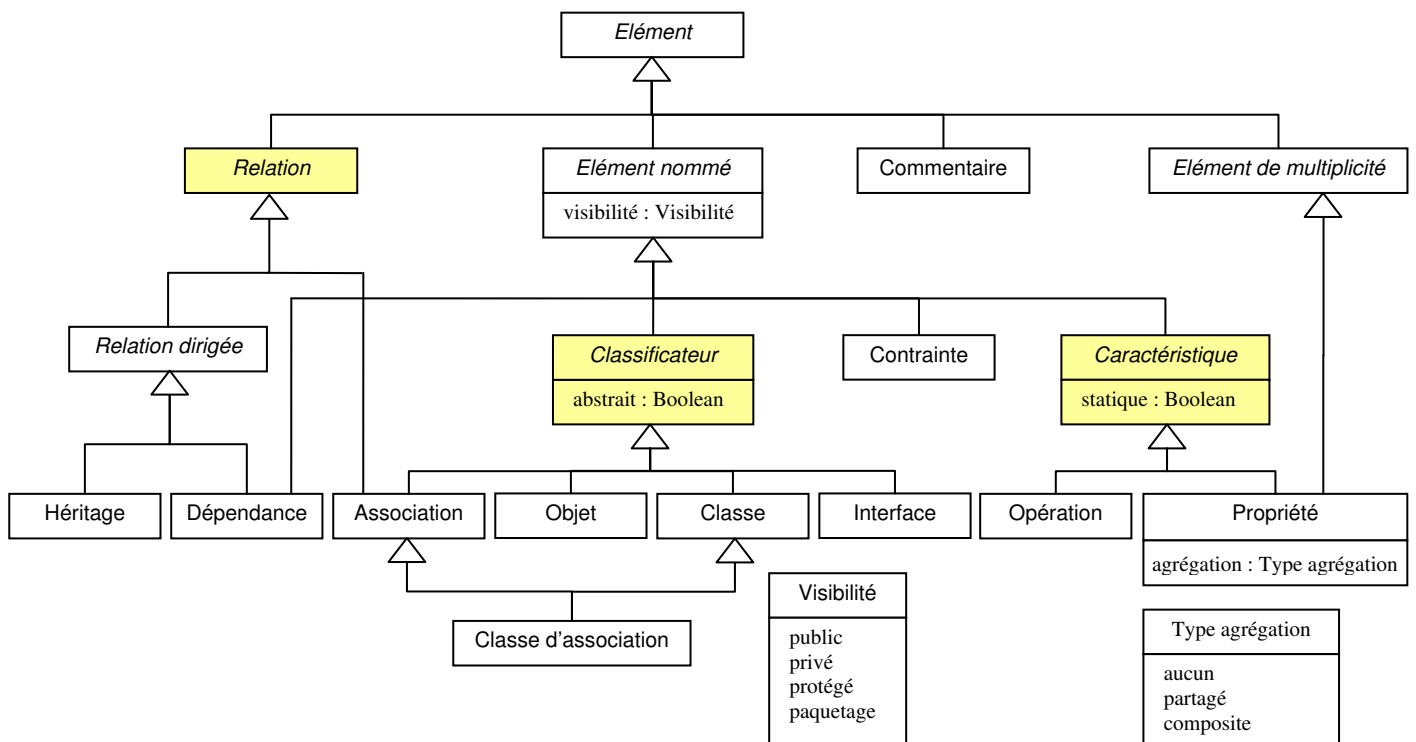 Elément
Relation
Elément nommé
visibilité : Visibilité
Commentaire
Elément de multiplicité
Relation dirigée
Classificateur
abstrait : Boolean
Contrainte
Caractéristique
statique : Boolean
Héritage
Dépendance
Association
Objet
Classe
Interface
Opération
Propriété
agrégation : Type agrégation
Classe d'association
Visibilité
public
privé
protégé
paquetage
Type agrégation
aucun
partagé
composite